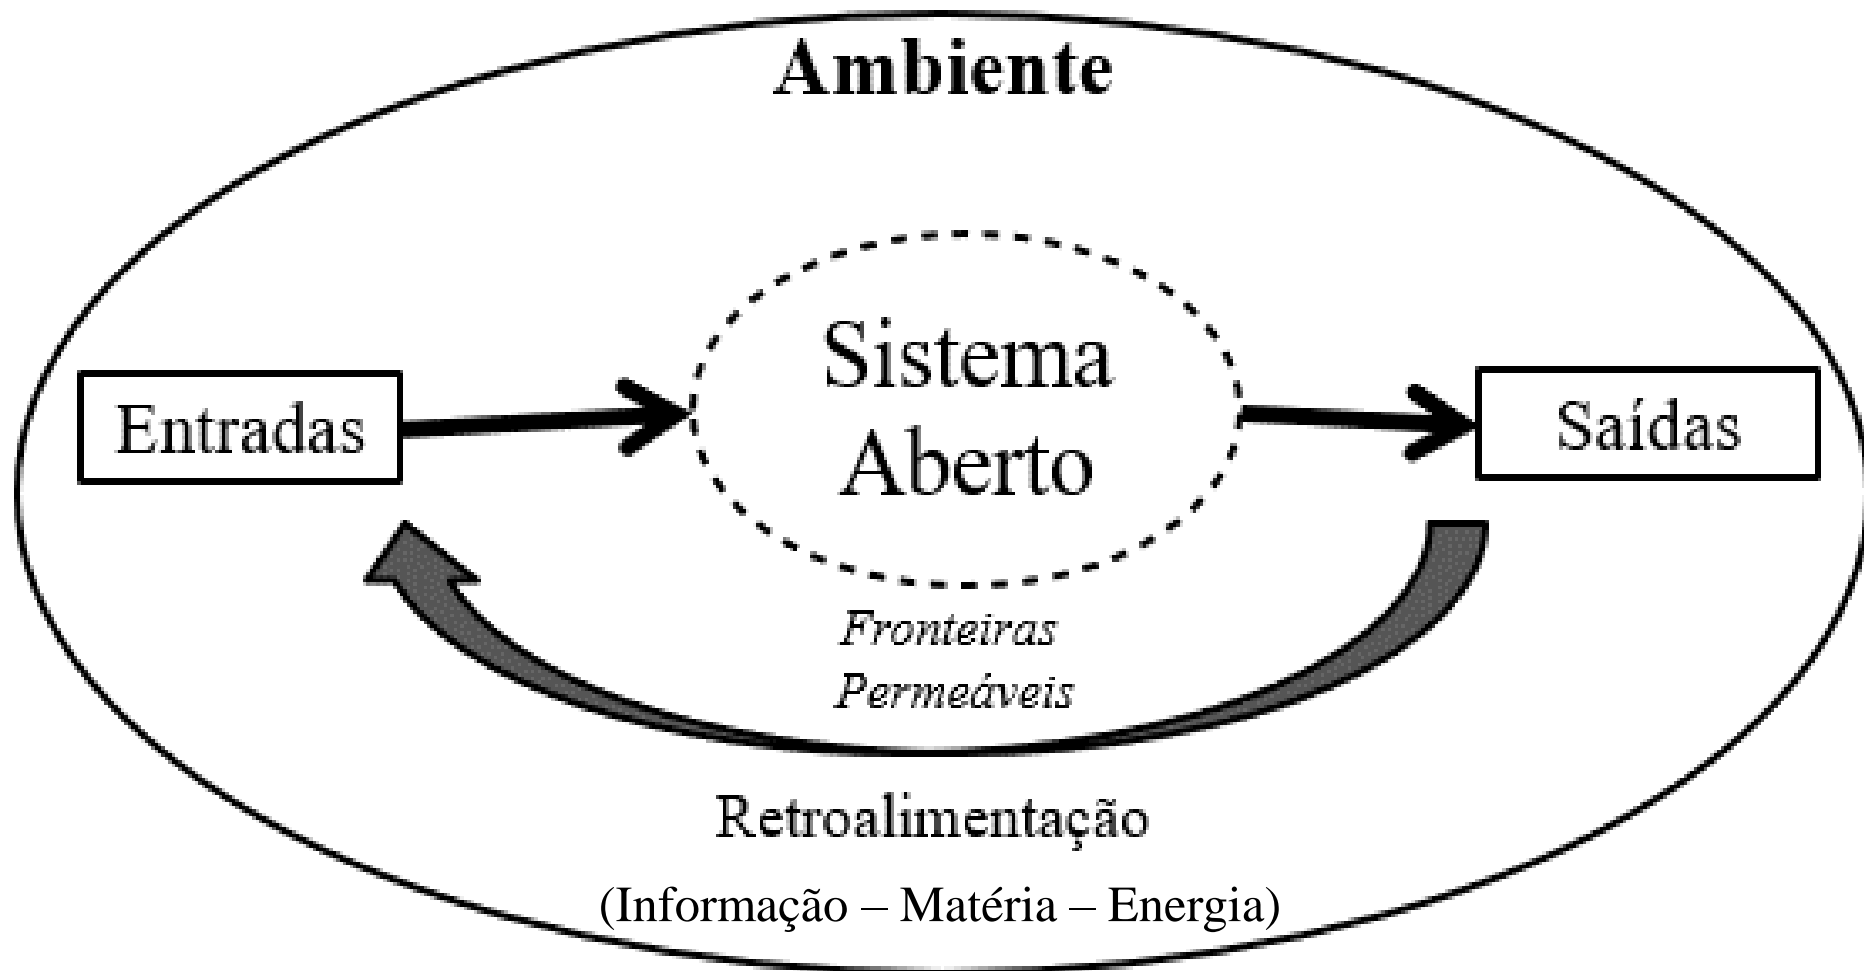 Ambiente
Entradas
Sistema
Aberto
Saídas
Fronteiras
Permeáveis
Retroalimentação
(Informação – Matéria – Energia)